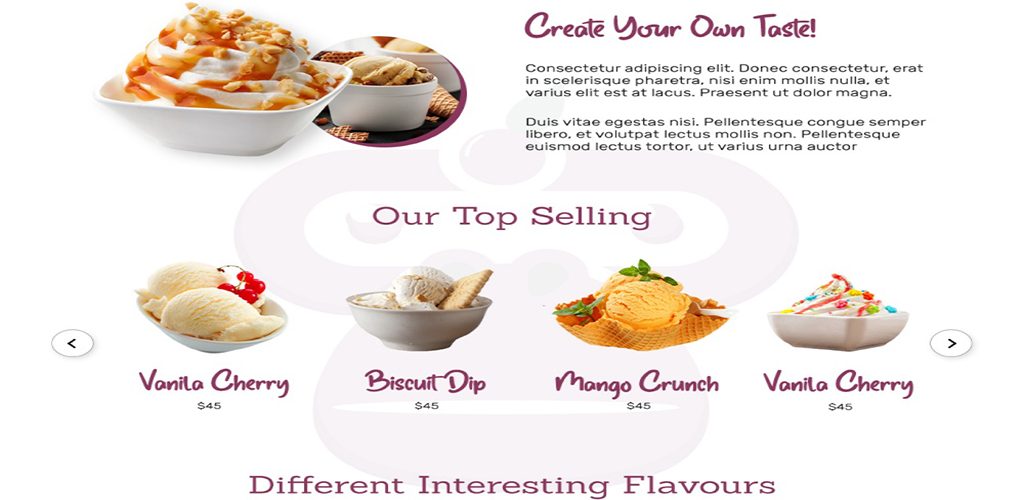 Create Your Own Taste!
Consectetur adipiscing elit. Donec consectetur, erat
in scelerisque pharetra, nisi enim mollis nulla, et
varius elit est at lacus. Praesent ut dolor magna.
Duis vitae egestas nisi. Pellentesque congue semper
libero, et volutpat lectus mollis non. Pellentesque
euismod lectus tortor, ut varius urna auctor
Our Top Selling
Vanila Cherry
$45
Biscuit Dip
$45
Mango Crunch
$45
Vanila Cherry
$45
Different Interesting Flavours